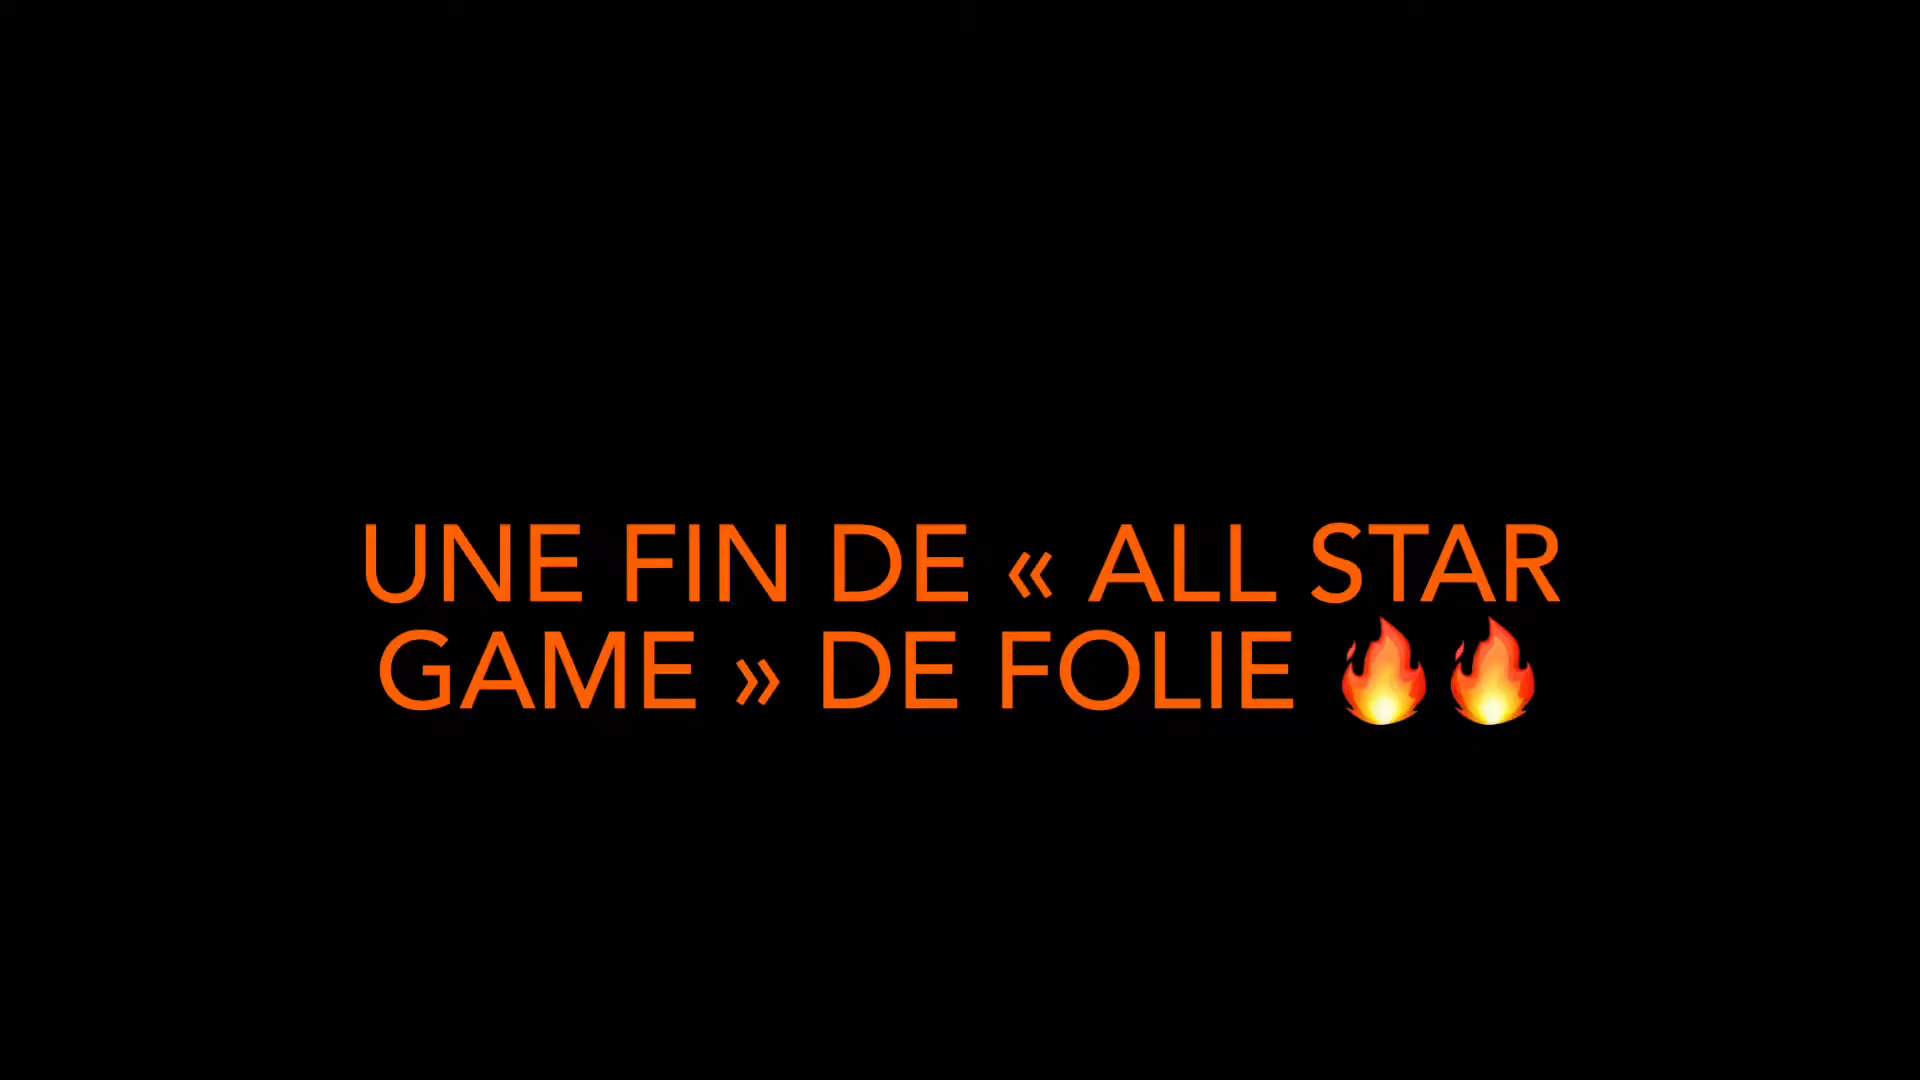 UNE FIN DE « ALL STAR
GAME » DE FOLIE 🔥🔥